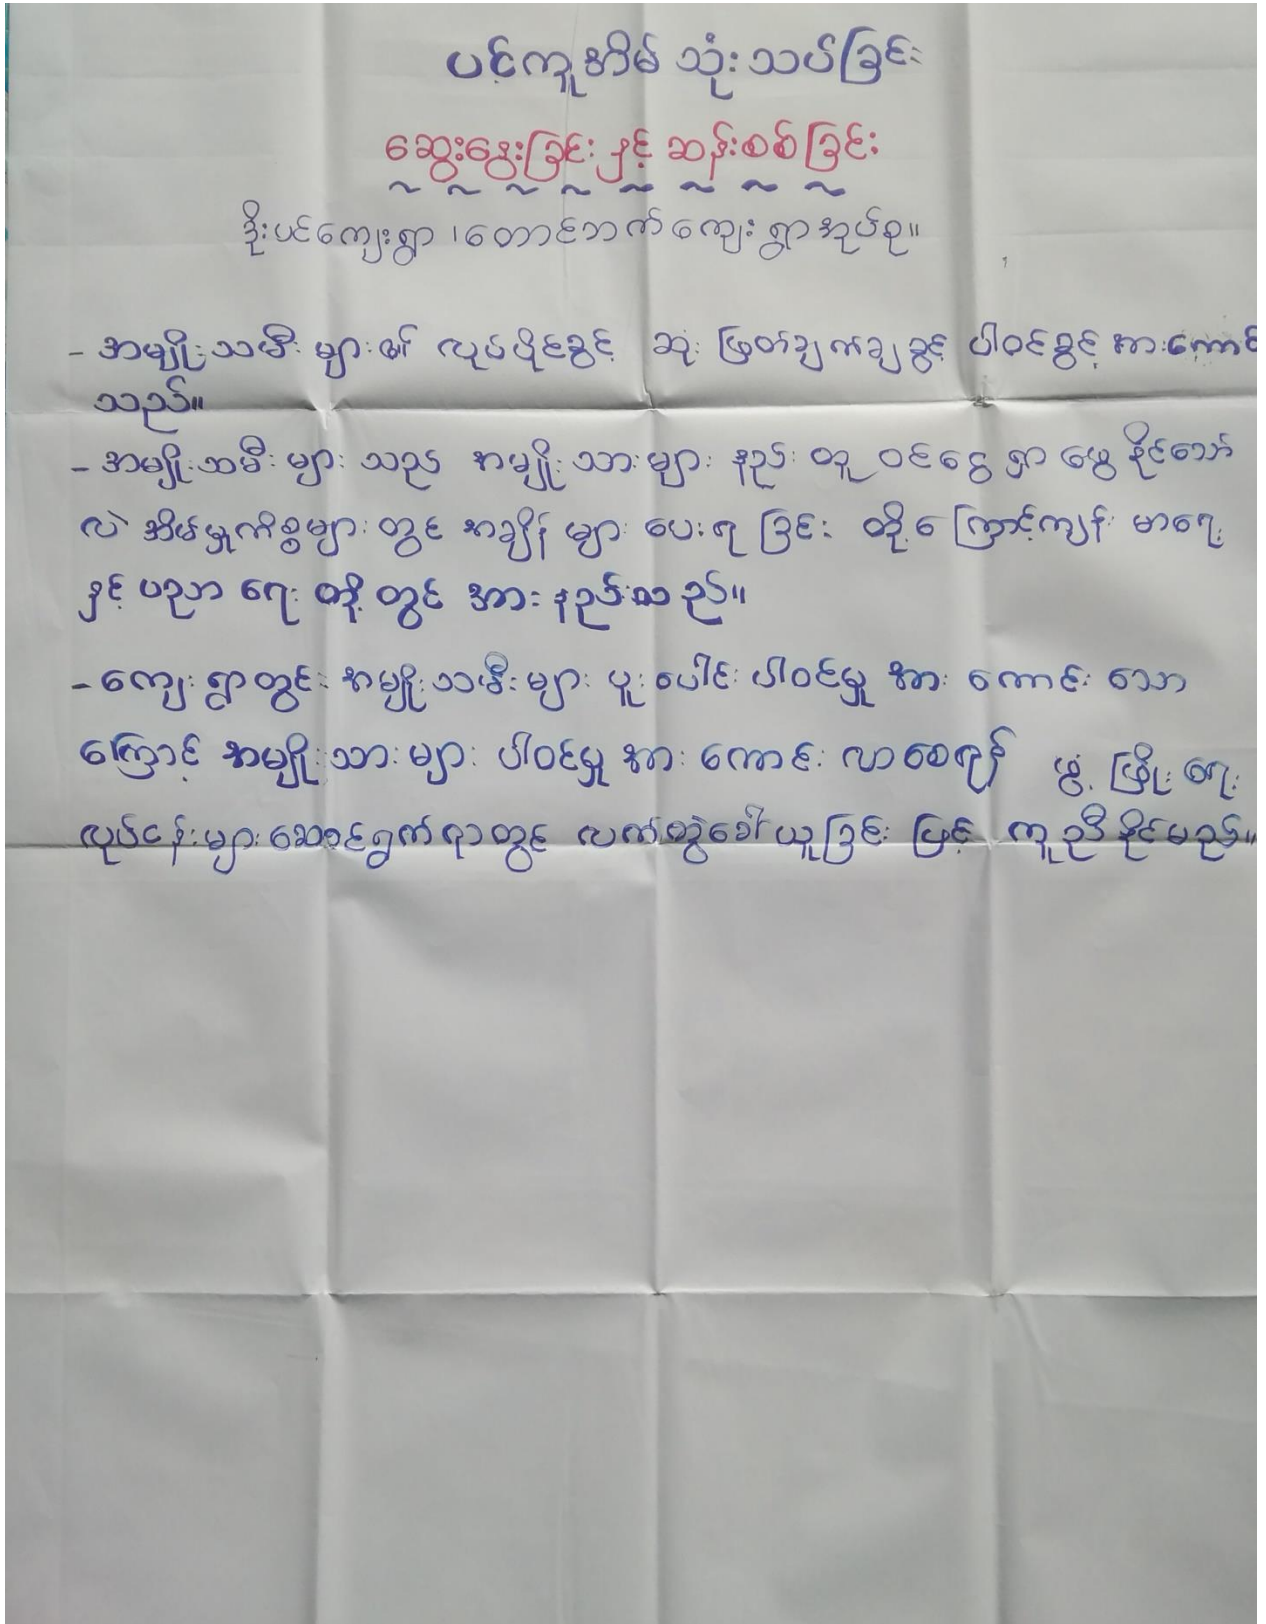 ပင့်ကူအိမ် သုံးသပ်ခြင်း
ဆွေးနွေးခြင်းနှင့် ဆန်းစစ်ခြင်း
ဒိုးပင်ကျေးရွာ ၊ တောင်ဘက်ကျေးရွာအုပ်စု။
- အမျိုးသမီးများ၏ လုပ်ပိုင်ခွင့် ဆုံးဖြတ်ချက်ချခွင့် ပါဝင်ခွင့် အားကောင်
သည်။
- အမျိုးသမီးများသည် အမျိုးသားများ နည်းတူ ဝင်ငွေ ရှာဖွေနိုင်သော်
လဲ အိမ်မှုကိစ္စများတွင် အချိန်များ ပေးရခြင်း တို့ကြောင့်ကျန်းမာရေး
နှင့် ပညာရေး တို့တွင် အားနည်းသည်။
- ကျေးရွာတွင်း အမျိုးသမီးများ ပူးပေါင်းပါဝင်မှု အားကောင်းသော
ကြောင့် အမျိုးသားများ ပါဝင်မှု အားကောင်းလာစေရန် ဖွံ့ဖြိုးရေး
လုပ်ငန်းများဆောင်ရွက်ရာတွင် လက်တွဲခေါ်ယူခြင်းဖြင့် ကူညီနိုင်မည်။